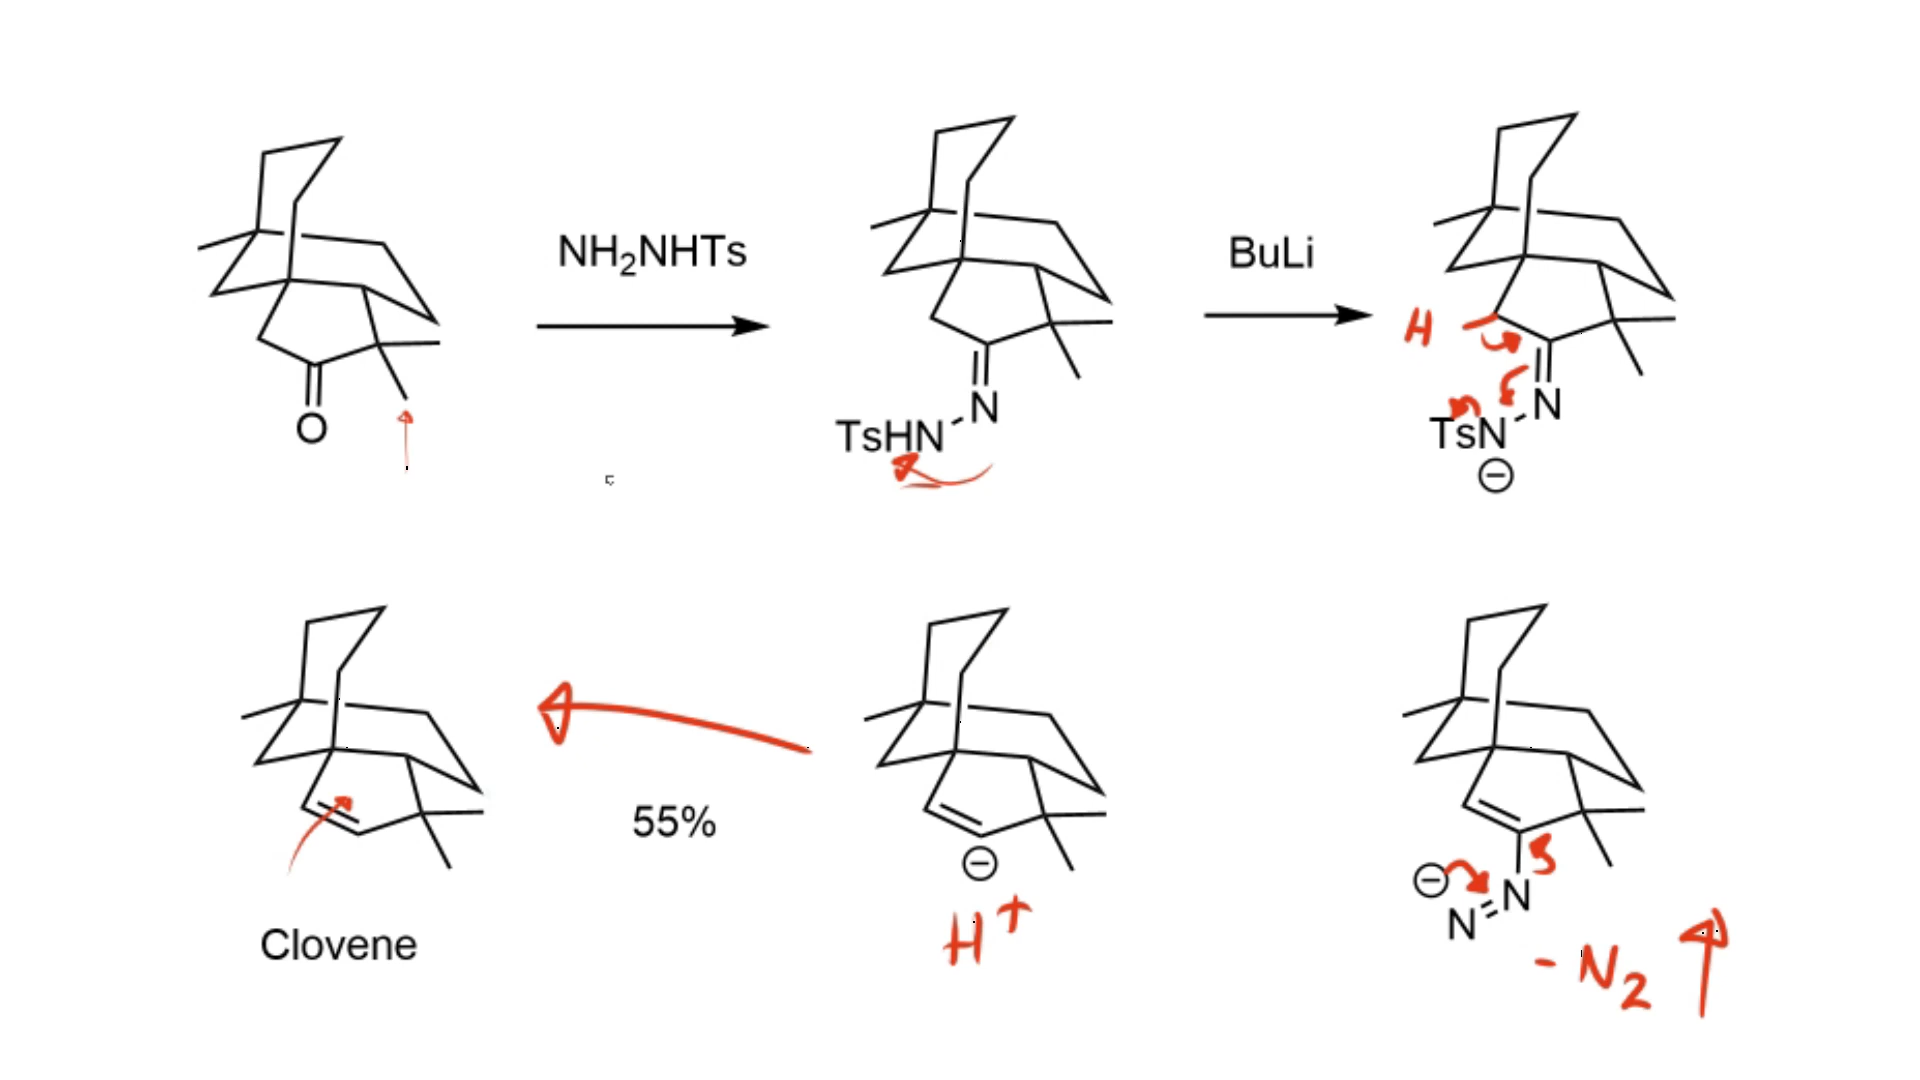 NH₂NHTs
BuLi
O
TsHN
N
H
TsN
N
⊖
Clovene
55%
⊖
H⁺
⊖
N
N
- N₂ ↑